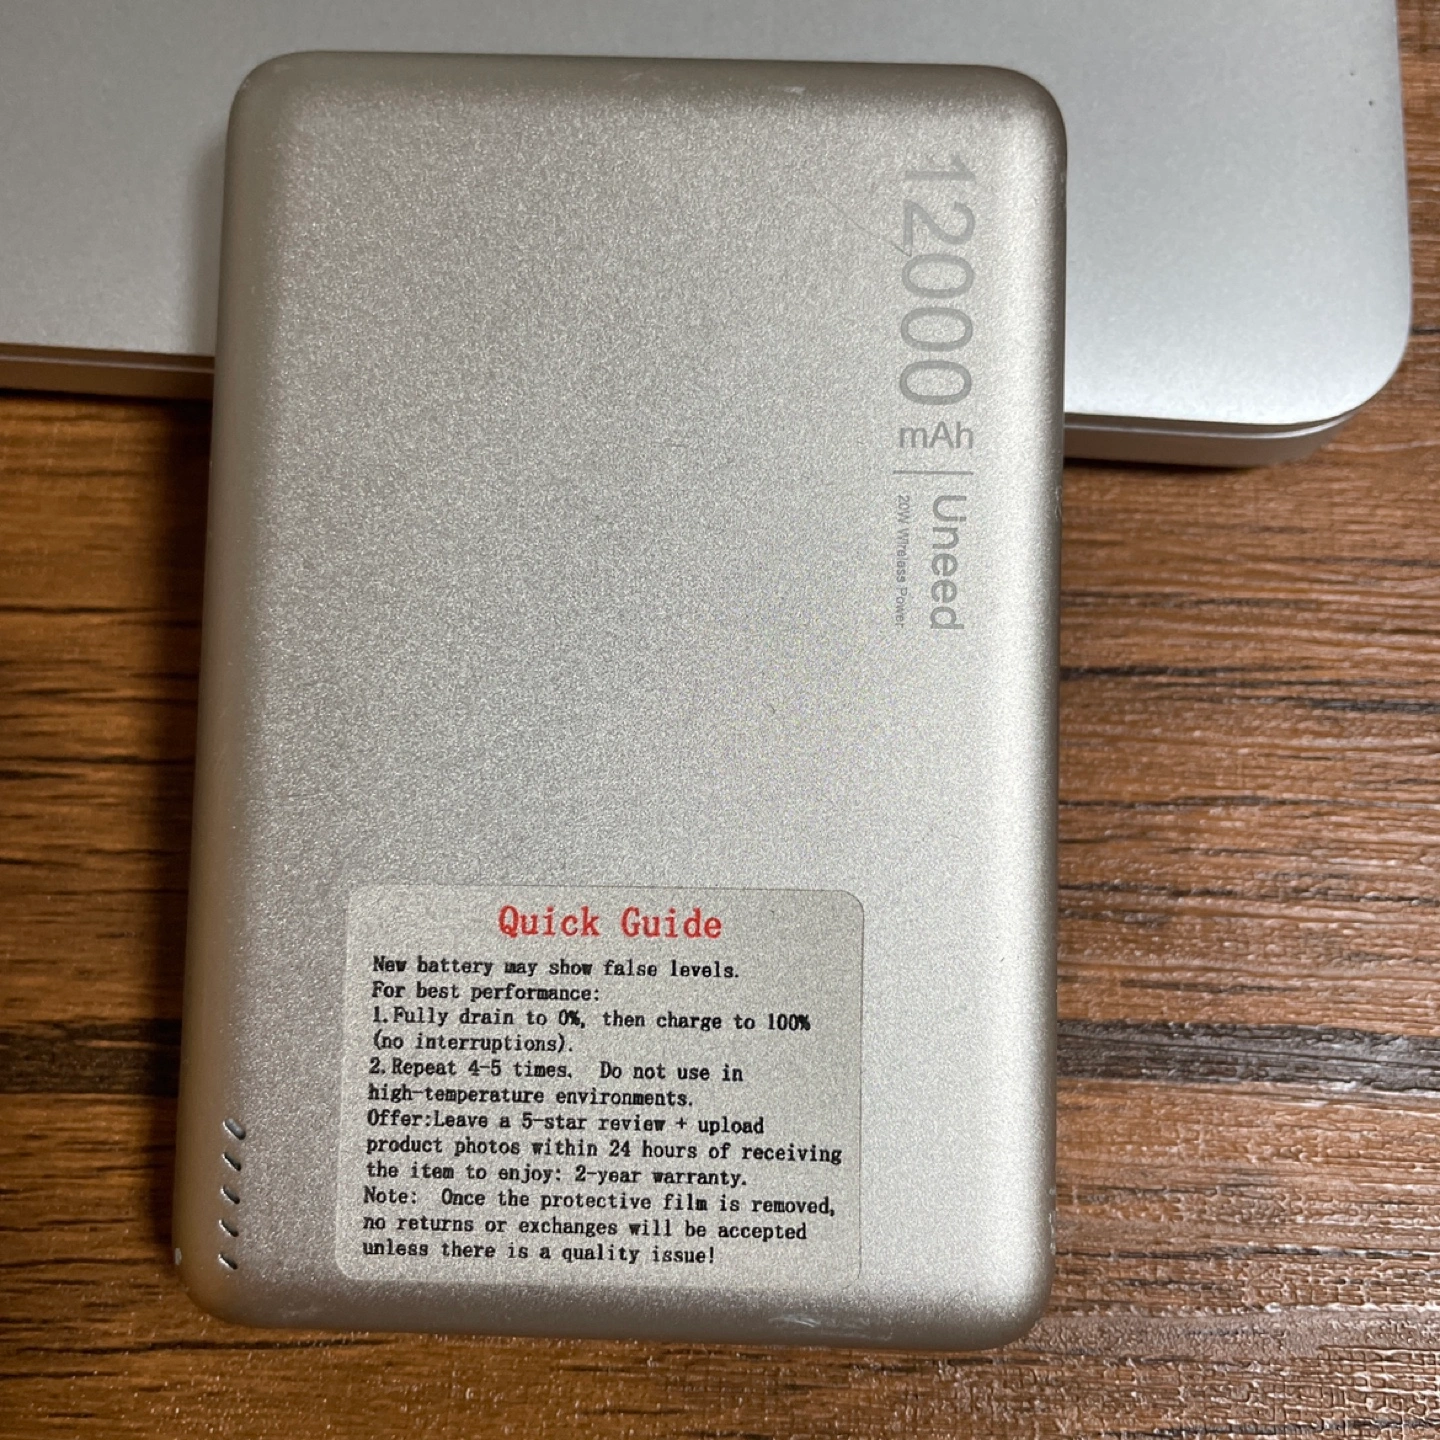 12000
mAh
Uneed
20W Wireless Power
Quick Guide
New battery may show false levels.
For best performance:
1. Fully drain to 0%, then charge to 100%
(no interruptions).
2. Repeat 4-5 times. Do not use in
high-temperature environments.
Offer:Leave a 5-star review + upload
product photos within 24 hours of receiving
the item to enjoy: 2-year warranty.
Note: Once the protective film is removed,
no returns or exchanges will be accepted
unless there is a quality issue!